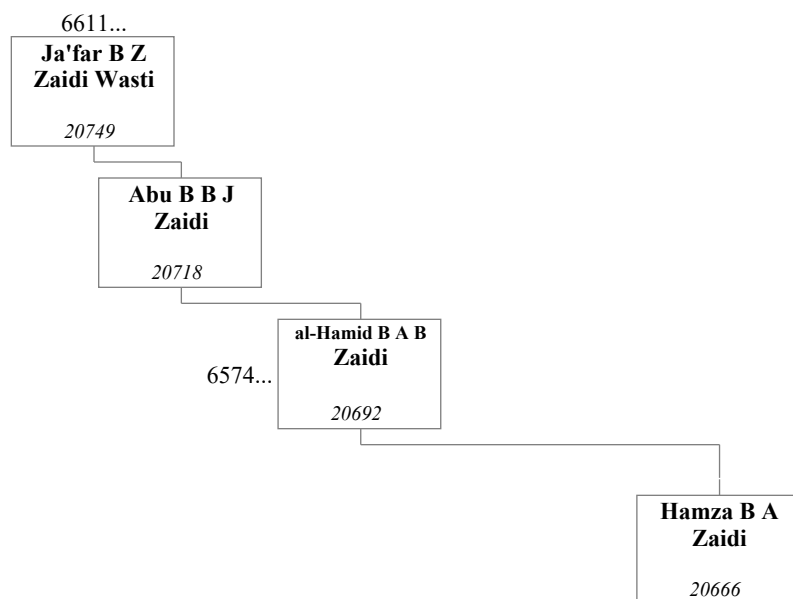 6611...
Ja'far B Z
Zaidi Wasti
20749
Abu B B J
Zaidi
20718
al-Hamid B A B
Zaidi
6574...
20692
Hamza B A
Zaidi
20666